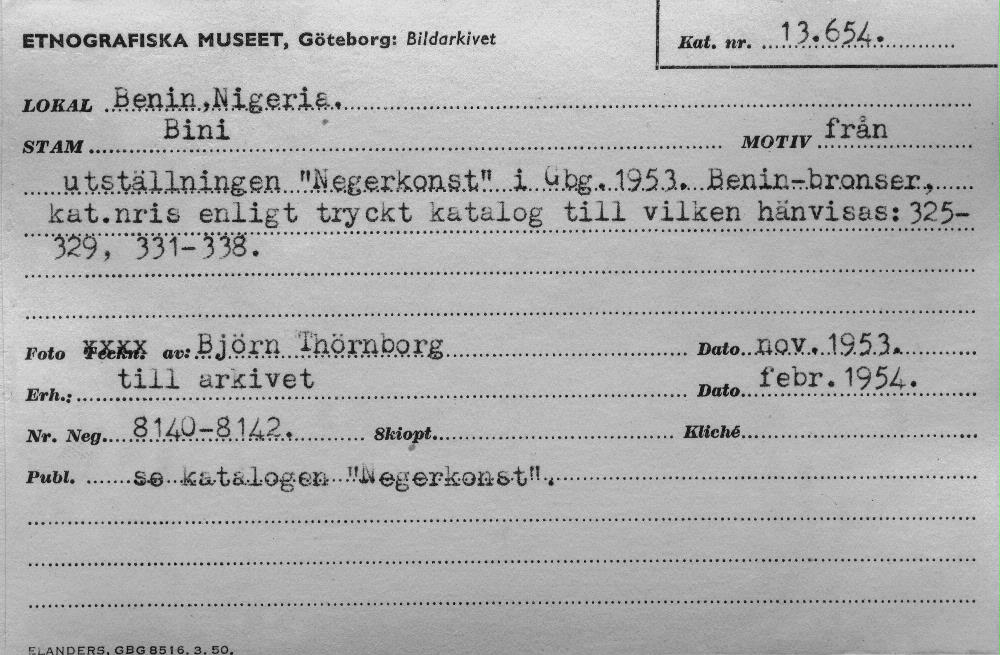 ETNOGRAFISKA MUSEET, Göteborg: Bildarkivet
Kat. nr. 13.654.
LOKAL Benin,Nigeria.
STAM Bini MOTIV från
utställningen "Negerkonst" i Gbg. 1953. Benin-bronser,
kat.nris enligt tryckt katalog till vilken hänvisas: 325-
329, 331-338.
Foto xxxx Teckn. av: Björn Thörnborg Dato nov. 1953.
Erh.: till arkivet Dato febr. 1954.
Nr. Neg. 8140-8142. Skiopt. Kliché
Publ. se katalogen "Negerkonst".
ELANDERS, GBG 8516. 3. 50.